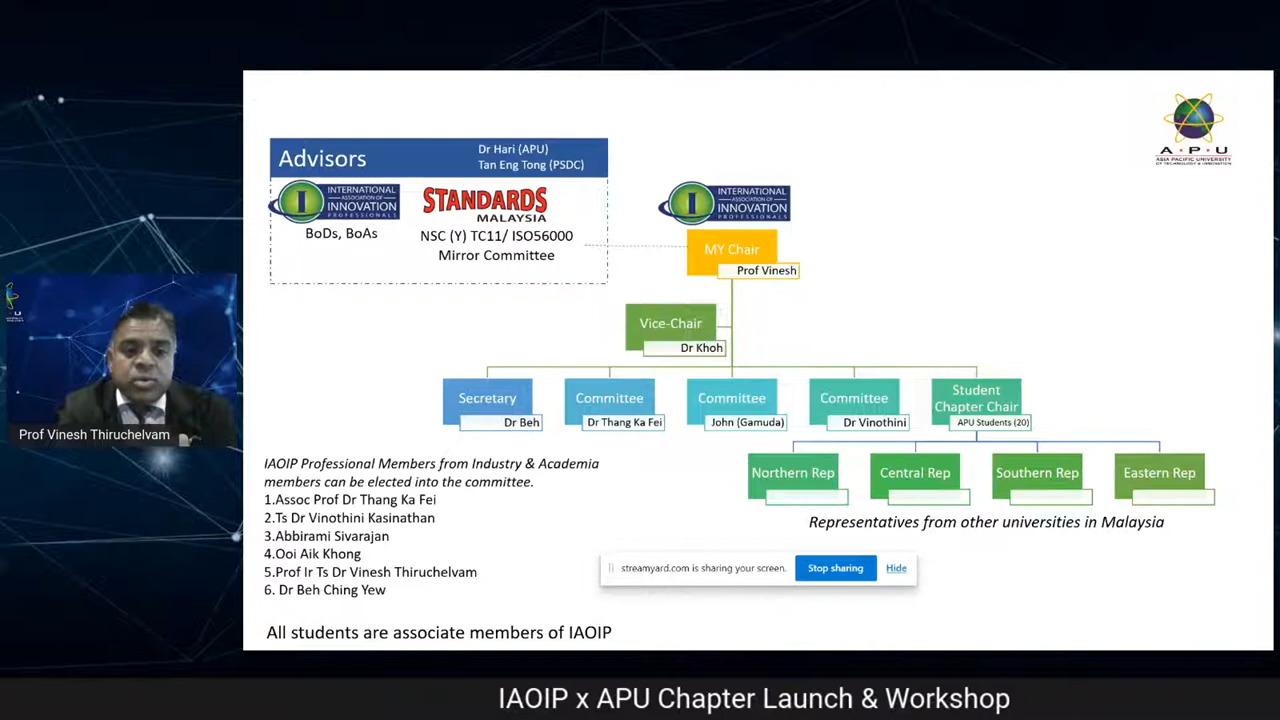 Advisors
Dr Hari (APU)
Tan Eng Tong (PSDC)
INTERNATIONAL
ASSOCIATION OF
INNOVATION
PROFESSIONALS
BoDs, BoAs
STANDARDS
MALAYSIA
NSC (Y) TC11/ ISO56000
Mirror Committee
INTERNATIONAL
ASSOCIATION OF
INNOVATION
PROFESSIONALS
MY Chair
Prof Vinesh
A • P • U
ASIA PACIFIC UNIVERSITY
OF TECHNOLOGY & INNOVATION
Vice-Chair
Dr Khoh
Secretary
Dr Beh
Committee
Dr Thang Ka Fei
Committee
John (Gamuda)
Committee
Dr Vinothini
Student
Chapter Chair
APU Students (20)
Northern Rep
Central Rep
Southern Rep
Eastern Rep
Representatives from other universities in Malaysia
IAOIP Professional Members from Industry & Academia
members can be elected into the committee.
1.Assoc Prof Dr Thang Ka Fei
2.Ts Dr Vinothini Kasinathan
3.Abbirami Sivarajan
4.Ooi Aik Khong
5.Prof Ir Ts Dr Vinesh Thiruchelvam
6. Dr Beh Ching Yew
All students are associate members of IAOIP
streamyard.com is sharing your screen.
Stop sharing
Hide
Prof Vinesh Thiruchelvam
IAOIP x APU Chapter Launch & Workshop